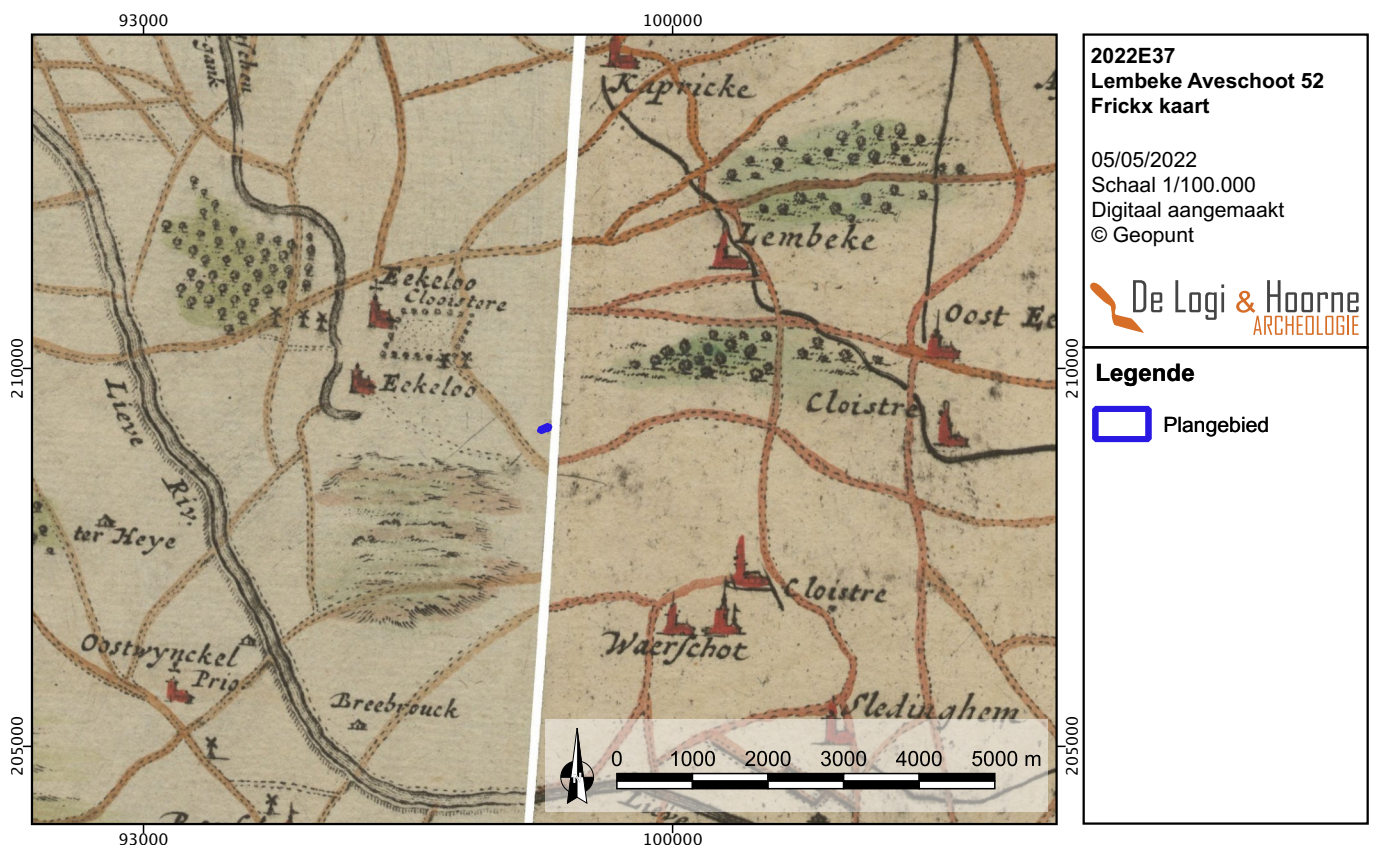 93000
100000
Kapricke
Lembeke
Eekeloo
Clooistere
Oost
Eekeloo
Cloistre
Lieve
Riv.
ter Heye
Cloistre
Waerschot
Oostwynckel
Prio
Breebrouck
Sledinghem
Lieve
0 1000 2000 3000 4000 5000 m
210000
205000
210000
205000
93000
100000
2022E37
Lembeke Aveschoot 52
Frickx kaart
05/05/2022
Schaal 1/100.000
Digitaal aangemaakt
© Geopunt
De Logi & Hoorne
ARCHEOLOGIE
Legende
Plangebied